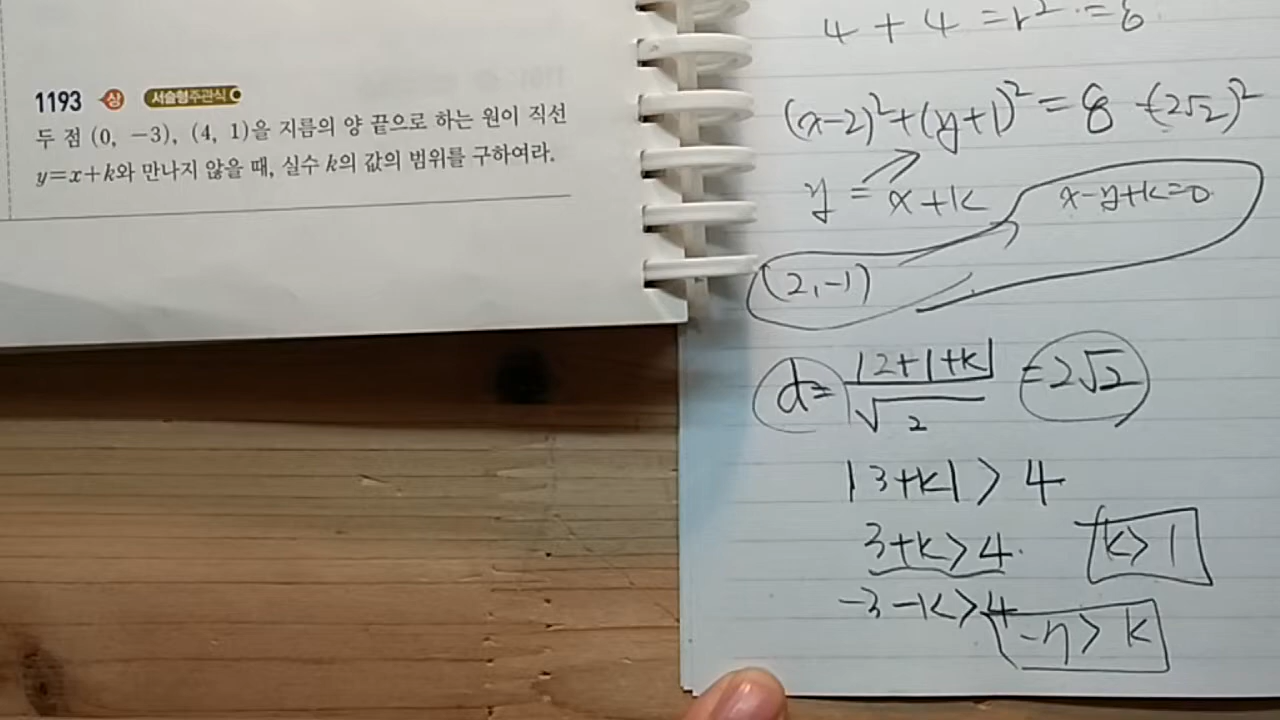 1193 상 서술형주관식
두 점 (0, −3), (4, 1)을 지름의 양 끝으로 하는 원이 직선
y=x+k와 만나지 않을 때, 실수 k의 값의 범위를 구하여라.
4 + 4 = r² = 8
(x-2)²+(y+1)² = 8 (2√2)²
y = x+k
x-y+k=0
(2,-1)
d= |2+1+k| / √2 = 2√2
|3+k| > 4
3+k>4
k>1
-3-k>4
-7>k